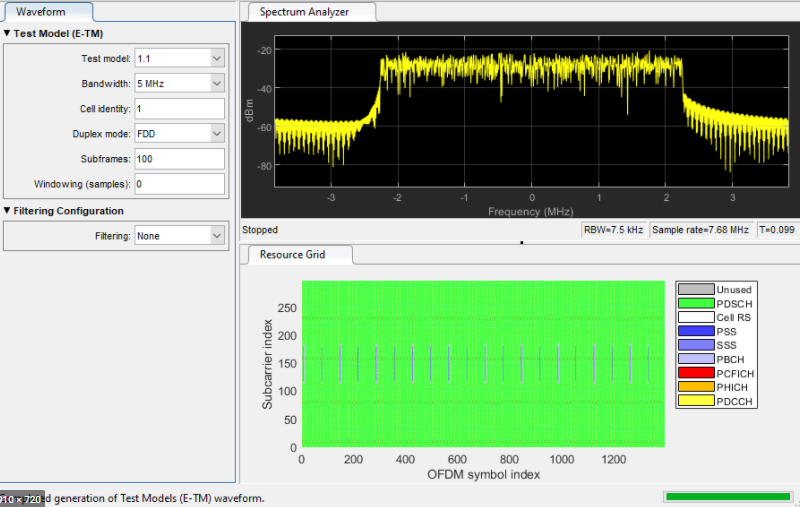 Waveform
Test Model (E-TM)
Test model: 1.1
Bandwidth: 5 MHz
Cell identity: 1
Duplex mode: FDD
Subframes: 100
Windowing (samples): 0
Filtering Configuration
Filtering: None
Spectrum Analyzer
-20
-40
-60
-80
dBm
-3 -2 -1 0 1 2 3
Frequency (MHz)
Stopped RBW=7.5 kHz Sample rate=7.68 MHz T=0.099
Resource Grid
250
200
150
100
50
0
Subcarrier index
0 200 400 600 800 1000 1200
OFDM symbol index
Unused
PDSCH
Cell RS
PSS
SSS
PBCH
PCFICH
PHICH
PDCCH
910 × 720
generation of Test Models (E-TM) waveform.